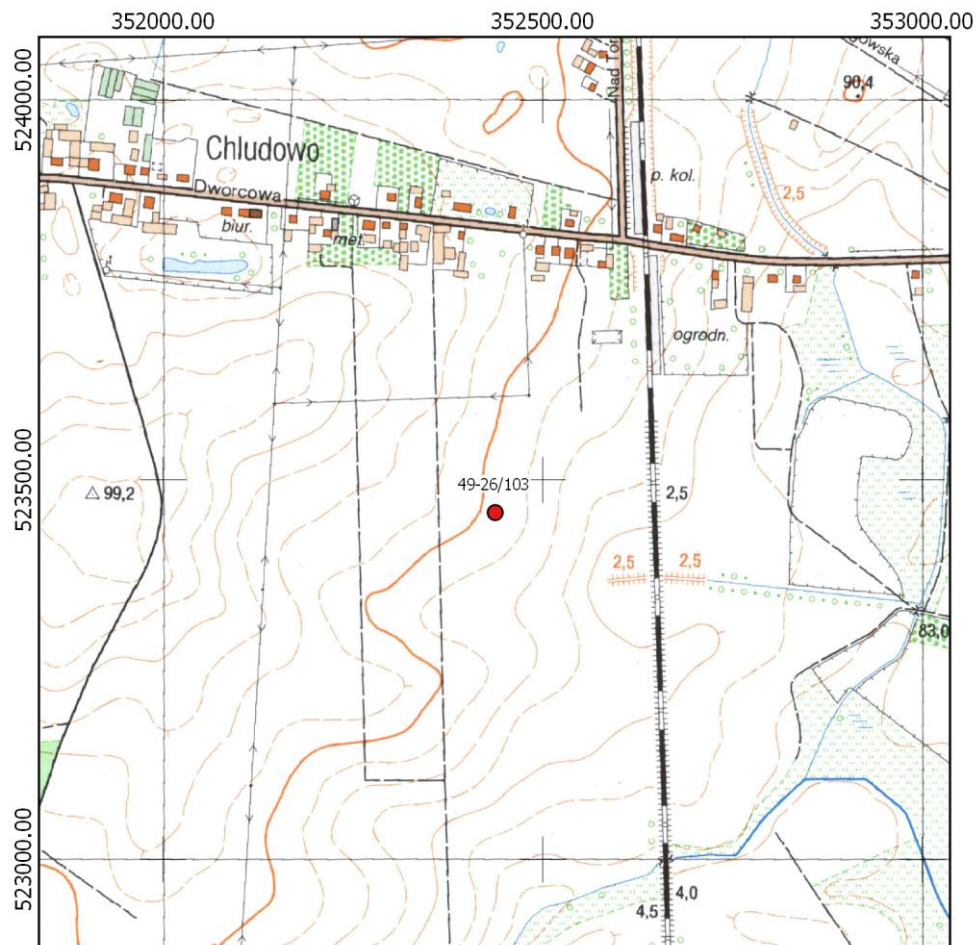 352000.00 352500.00 353000.00
524000.00
523500.00
523000.00
Nad Tor
90,4
Chludowo
p. kol.
Dworcowa
2,5
biur.
met.
ogrodn.
49-26/103
99,2
2,5
2,5 2,5
83,0
4,0
4,5